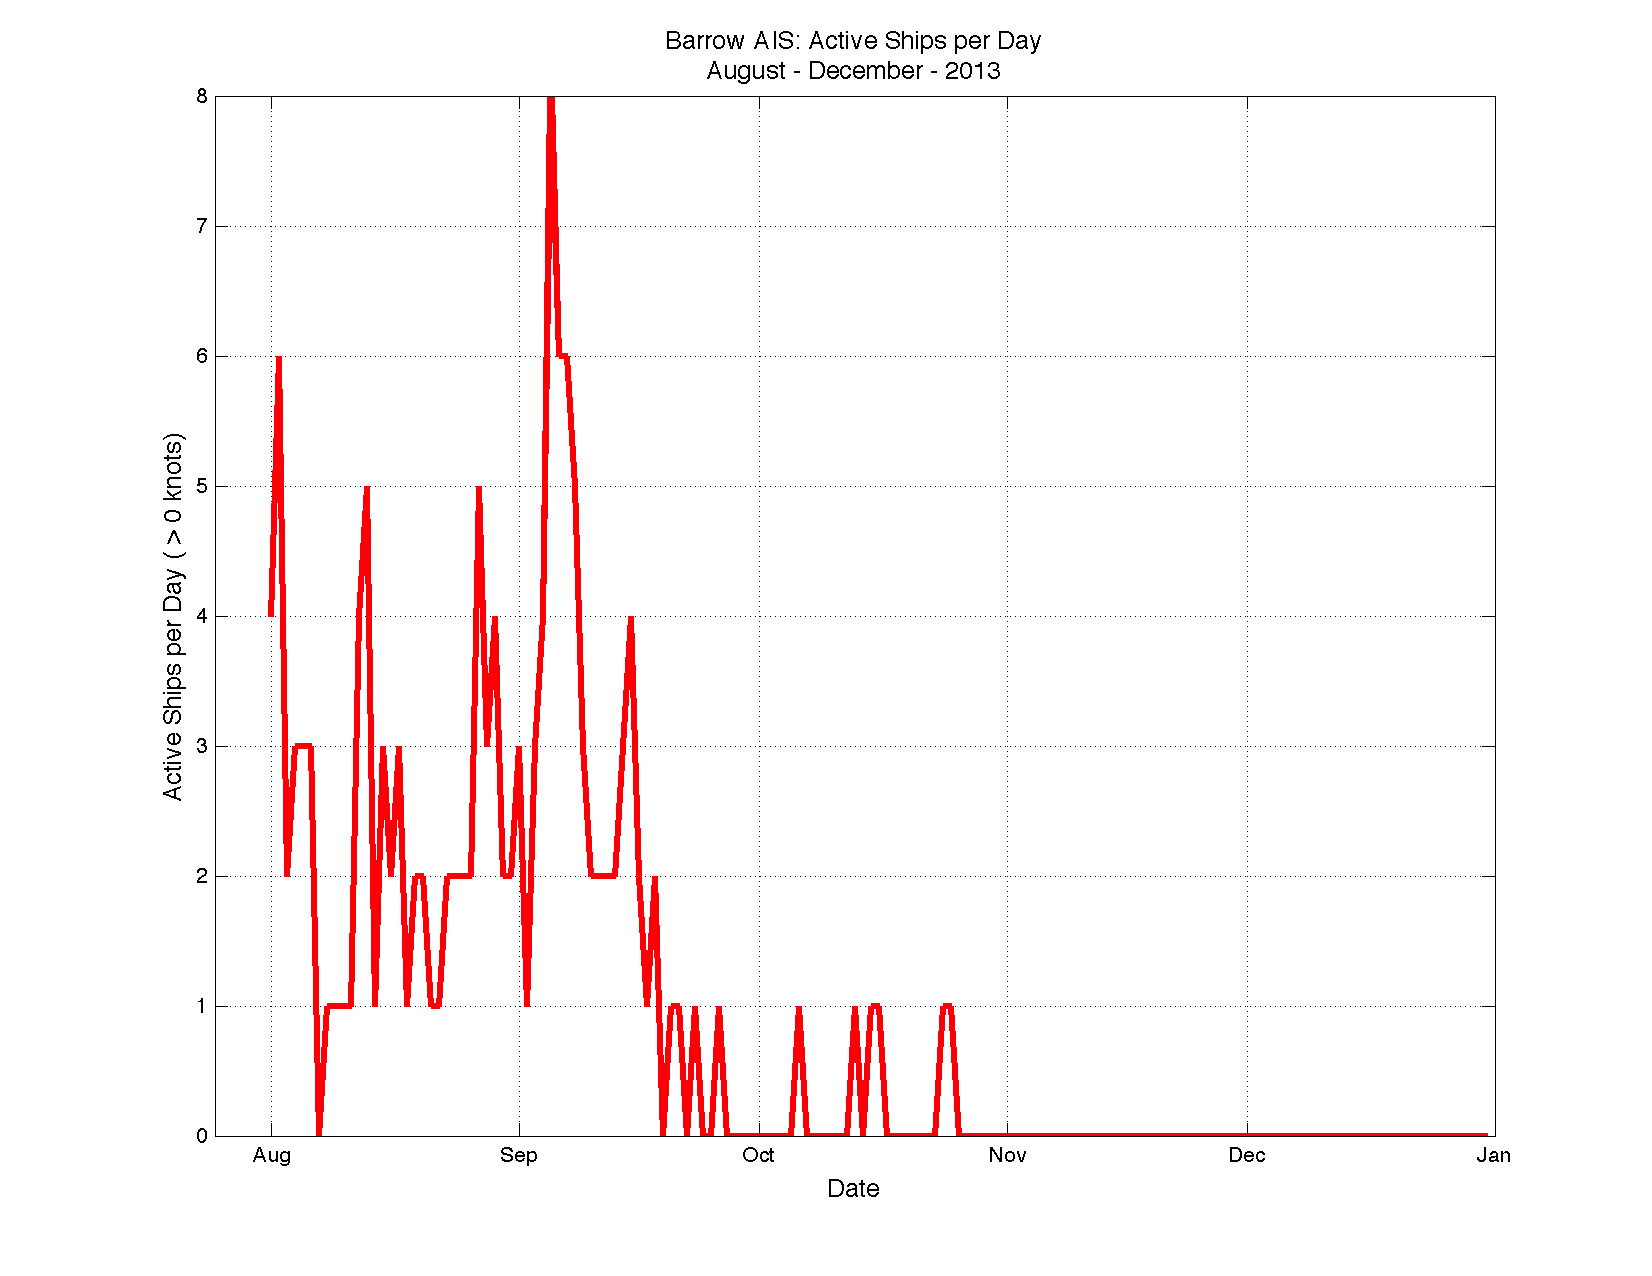 Barrow AIS: Active Ships per Day
August - December - 2013
8
7
6
5
4
3
2
1
0
Active Ships per Day ( > 0 knots)
Aug Sep Oct Nov Dec Jan
Date